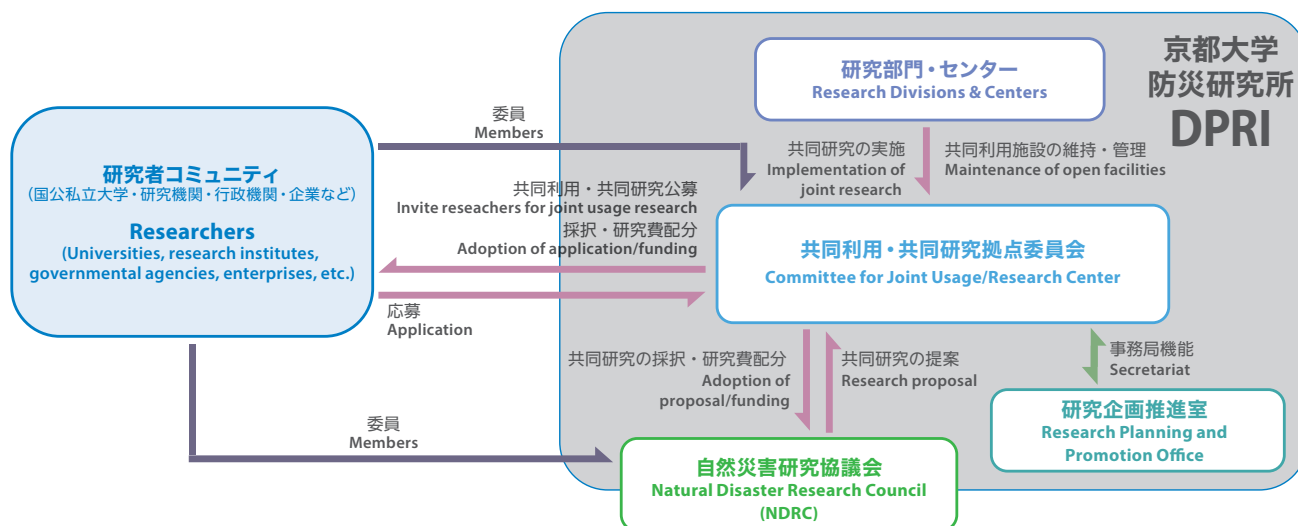 京都大学
防災研究所
DPRI
研究部門・センター
Research Divisions & Centers
委員
Members
共同研究の実施
Implementation of
joint research
共同利用施設の維持・管理
Maintenance of open facilities
研究者コミュニティ
(国公私立大学・研究機関・行政機関・企業など)
Researchers
(Universities, research institutes,
governmental agencies, enterprises, etc.)
共同利用・共同研究公募
Invite reseachers for joint usage research
採択・研究費配分
Adoption of application/funding
共同利用・共同研究拠点委員会
Committee for Joint Usage/Research Center
応募
Application
共同研究の採択・研究費配分
Adoption of
proposal/funding
共同研究の提案
Research proposal
事務局機能
Secretariat
研究企画推進室
Research Planning and
Promotion Office
委員
Members
自然災害研究協議会
Natural Disaster Research Council
(NDRC)